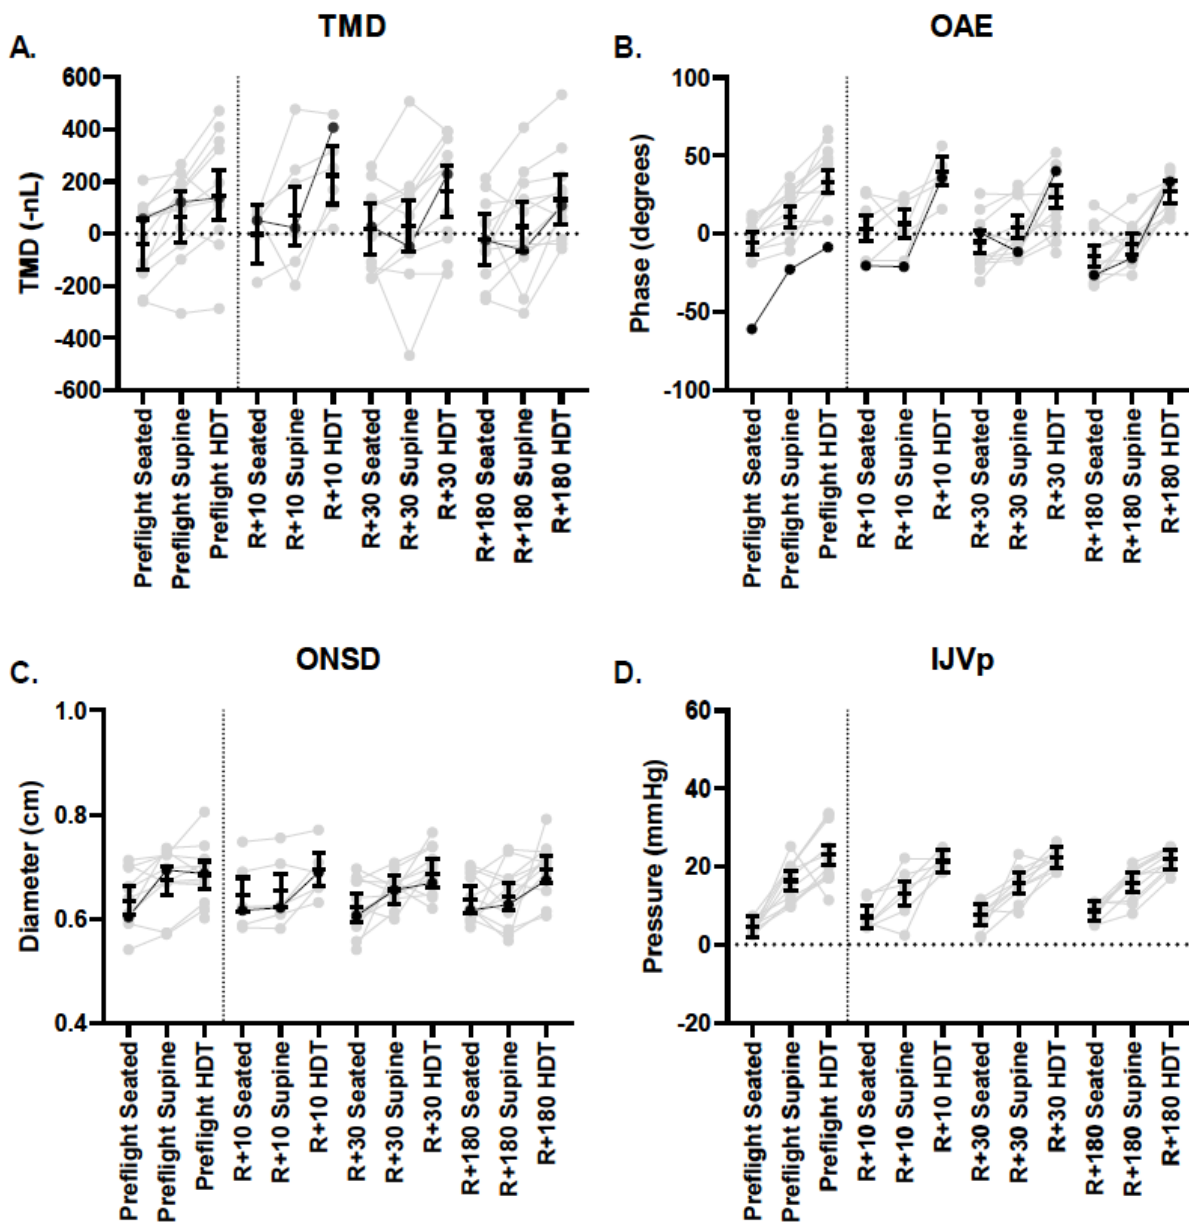 A.
TMD
TMD (-nL)
600
400
200
0
-200
-400
-600
Preflight Seated
Preflight Supine
Preflight HDT
R+10 Seated
R+10 Supine
R+10 HDT
R+30 Seated
R+30 Supine
R+30 HDT
R+180 Seated
R+180 Supine
R+180 HDT
B.
OAE
Phase (degrees)
100
50
0
-50
-100
Preflight Seated
Preflight Supine
Preflight HDT
R+10 Seated
R+10 Supine
R+10 HDT
R+30 Seated
R+30 Supine
R+30 HDT
R+180 Seated
R+180 Supine
R+180 HDT
C.
ONSD
Diameter (cm)
1.0
0.8
0.6
0.4
Preflight Seated
Preflight Supine
Preflight HDT
R+10 Seated
R+10 Supine
R+10 HDT
R+30 Seated
R+30 Supine
R+30 HDT
R+180 Seated
R+180 Supine
R+180 HDT
D.
IJVp
Pressure (mmHg)
60
40
20
0
-20
Preflight Seated
Preflight Supine
Preflight HDT
R+10 Seated
R+10 Supine
R+10 HDT
R+30 Seated
R+30 Supine
R+30 HDT
R+180 Seated
R+180 Supine
R+180 HDT